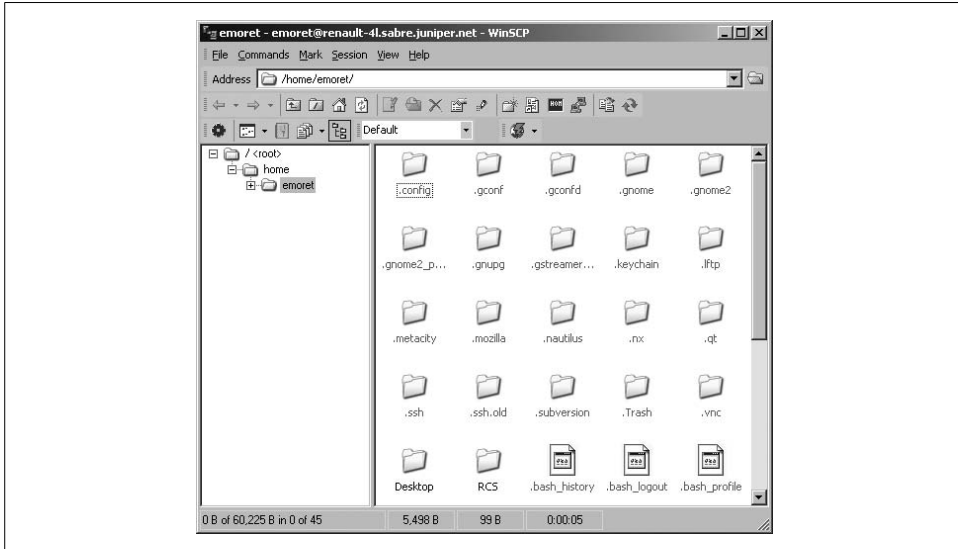 emoret - emoret@renault-4l.sabre.juniper.net - WinSCP
File Commands Mark Session View Help
Address /home/emoret/
Default
/ <root>
home
emoret
.config .gconf .gconfd .gnome .gnome2
.gnome2_p... .gnupg .gstreamer... .keychain .lftp
.metacity .mozilla .nautilus .nx .qt
.ssh .ssh.old .subversion .Trash .vnc
Desktop RCS .bash_history .bash_logout .bash_profile
0 B of 60,225 B in 0 of 45 5,498 B 99 B 0:00:05